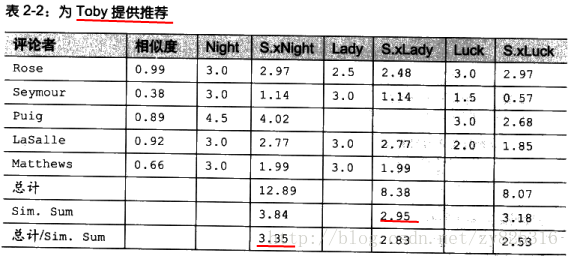 表 2-2：为 Toby 提供推荐
评论者 相似度 Night S.xNight Lady S.xLady Luck S.xLuck
Rose 0.99 3.0 2.97 2.5 2.48 3.0 2.97
Seymour 0.38 3.0 1.14 3.0 1.14 1.5 0.57
Puig 0.89 4.5 4.02 3.0 2.68
LaSalle 0.92 3.0 2.77 3.0 2.77 2.0 1.85
Matthews 0.66 3.0 1.99 3.0 1.99
总计 12.89 8.38 8.07
Sim. Sum 3.84 2.95 3.18
总计/Sim. Sum 3.35 2.83 2.53